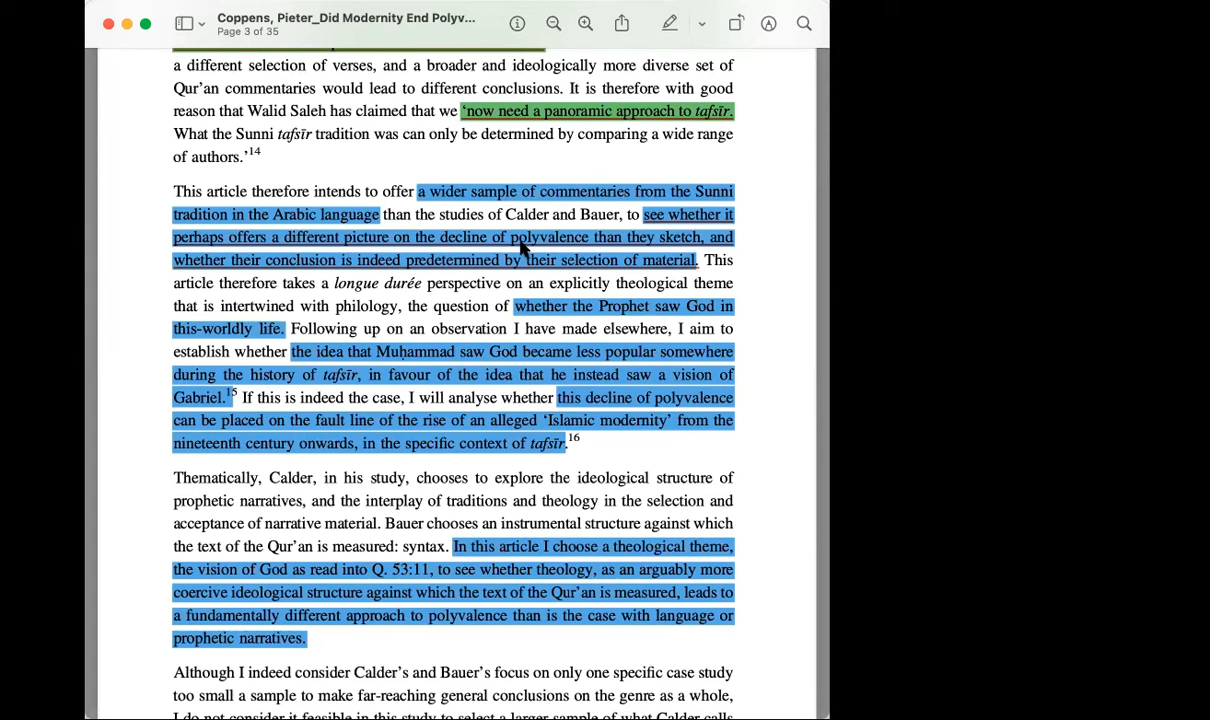 Coppens, Pieter_Did Modernity End Polyv...
Page 3 of 35
a different selection of verses, and a broader and ideologically more diverse set of
Qur’an commentaries would lead to different conclusions. It is therefore with good
reason that Walid Saleh has claimed that we ‘now need a panoramic approach to tafsīr.
What the Sunni tafsīr tradition was can only be determined by comparing a wide range
of authors.’14
This article therefore intends to offer a wider sample of commentaries from the Sunni
tradition in the Arabic language than the studies of Calder and Bauer, to see whether it
perhaps offers a different picture on the decline of polyvalence than they sketch, and
whether their conclusion is indeed predetermined by their selection of material. This
article therefore takes a longue durée perspective on an explicitly theological theme
that is intertwined with philology, the question of whether the Prophet saw God in
this-worldly life. Following up on an observation I have made elsewhere, I aim to
establish whether the idea that Muḥammad saw God became less popular somewhere
during the history of tafsīr, in favour of the idea that he instead saw a vision of
Gabriel.15 If this is indeed the case, I will analyse whether this decline of polyvalence
can be placed on the fault line of the rise of an alleged ‘Islamic modernity’ from the
nineteenth century onwards, in the specific context of tafsīr.16
Thematically, Calder, in his study, chooses to explore the ideological structure of
prophetic narratives, and the interplay of traditions and theology in the selection and
acceptance of narrative material. Bauer chooses an instrumental structure against which
the text of the Qur’an is measured: syntax. In this article I choose a theological theme,
the vision of God as read into Q. 53:11, to see whether theology, as an arguably more
coercive ideological structure against which the text of the Qur’an is measured, leads to
a fundamentally different approach to polyvalence than is the case with language or
prophetic narratives.
Although I indeed consider Calder’s and Bauer’s focus on only one specific case study
too small a sample to make far-reaching general conclusions on the genre as a whole,
I do not consider it feasible in this study to select a larger sample of what Calder calls